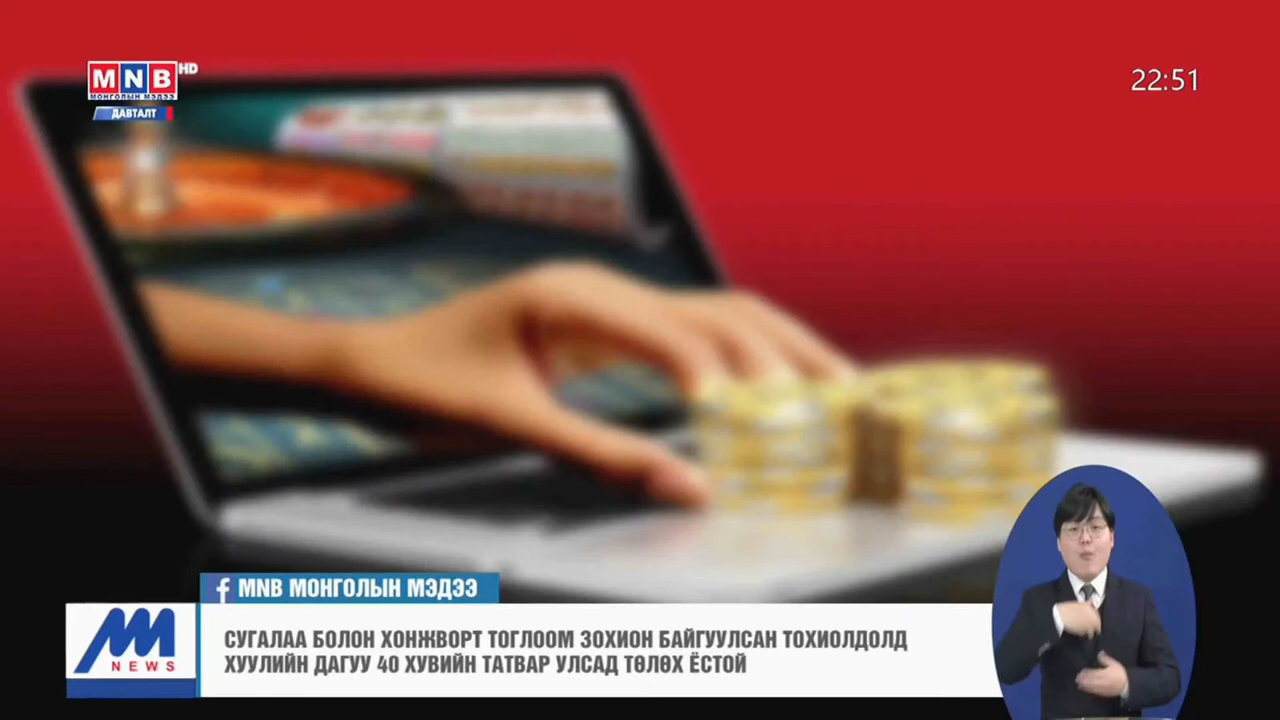 MNB HD
МОНГОЛЫН МЭДЭЭ
ДАВТАЛТ
22:51
f MNB МОНГОЛЫН МЭДЭЭ
NEWS
СУГАЛАА БОЛОН ХОНЖВОРТ ТОГЛООМ ЗОХИОН БАЙГУУЛСАН ТОХИОЛДОЛД
ХУУЛИЙН ДАГУУ 40 ХУВИЙН ТАТВАР УЛСАД ТӨЛӨХ ЁСТОЙ